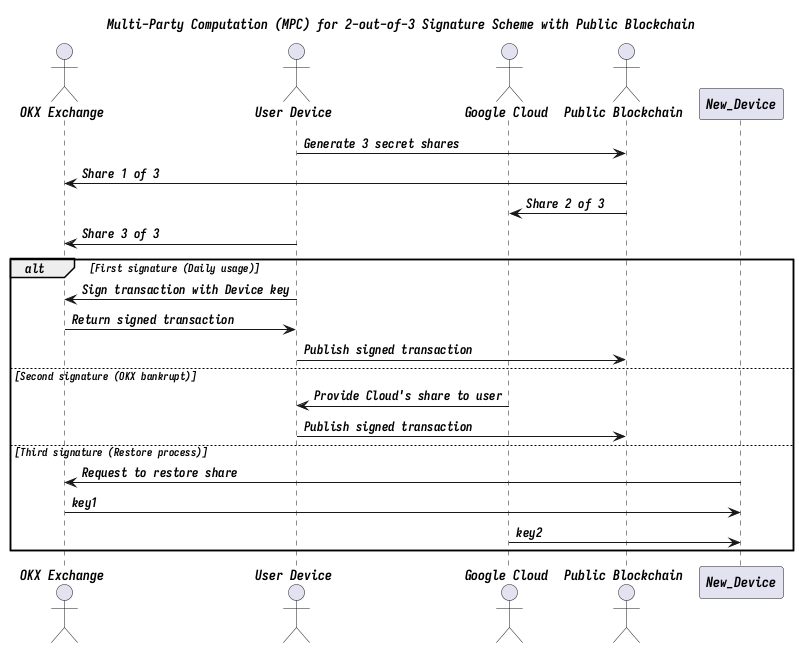 Multi-Party Computation (MPC) for 2-out-of-3 Signature Scheme with Public Blockchain
OKX Exchange
User Device
Google Cloud
Public Blockchain
New_Device
Generate 3 secret shares
Share 1 of 3
Share 2 of 3
Share 3 of 3
alt
[First signature (Daily usage)]
Sign transaction with Device key
Return signed transaction
Publish signed transaction
[Second signature (OKX bankrupt)]
Provide Cloud's share to user
Publish signed transaction
[Third signature (Restore process)]
Request to restore share
key1
key2
OKX Exchange
User Device
Google Cloud
Public Blockchain
New_Device